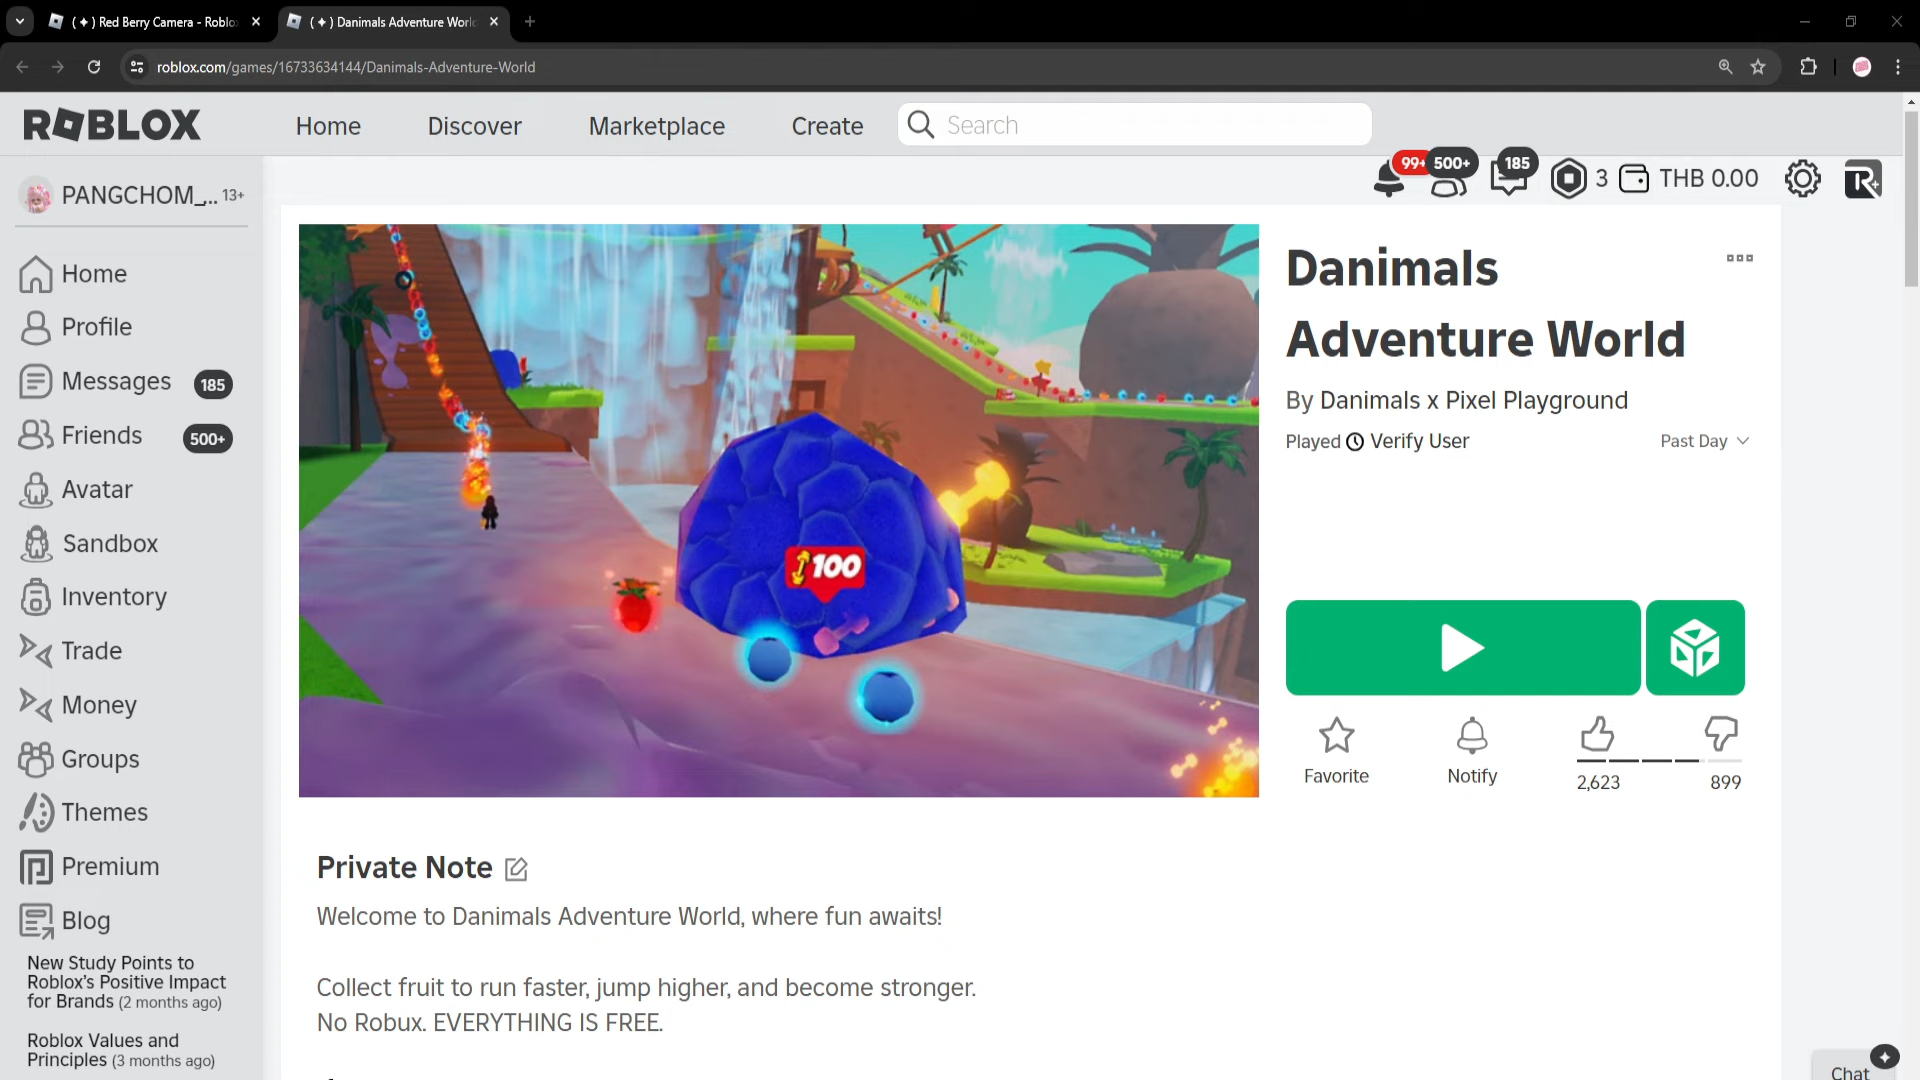 ( ✦ ) Red Berry Camera - Roblo
( ✦ ) Danimals Adventure Worl
roblox.com/games/16733634144/Danimals-Adventure-World
ROBLOX
Home
Discover
Marketplace
Create
Search
99+
500+
185
3
THB 0.00
R+
PANGCHOM_... 13+
Home
Profile
Messages 185
Friends 500+
Avatar
Sandbox
Inventory
Trade
Money
Groups
Themes
Premium
Blog
New Study Points to
Roblox's Positive Impact
for Brands (2 months ago)
Roblox Values and
Principles (3 months ago)
100
Danimals
Adventure World
By Danimals x Pixel Playground
Played Verify User
Past Day
Favorite
Notify
2,623
899
Private Note
Welcome to Danimals Adventure World, where fun awaits!
Collect fruit to run faster, jump higher, and become stronger.
No Robux. EVERYTHING IS FREE.
Chat